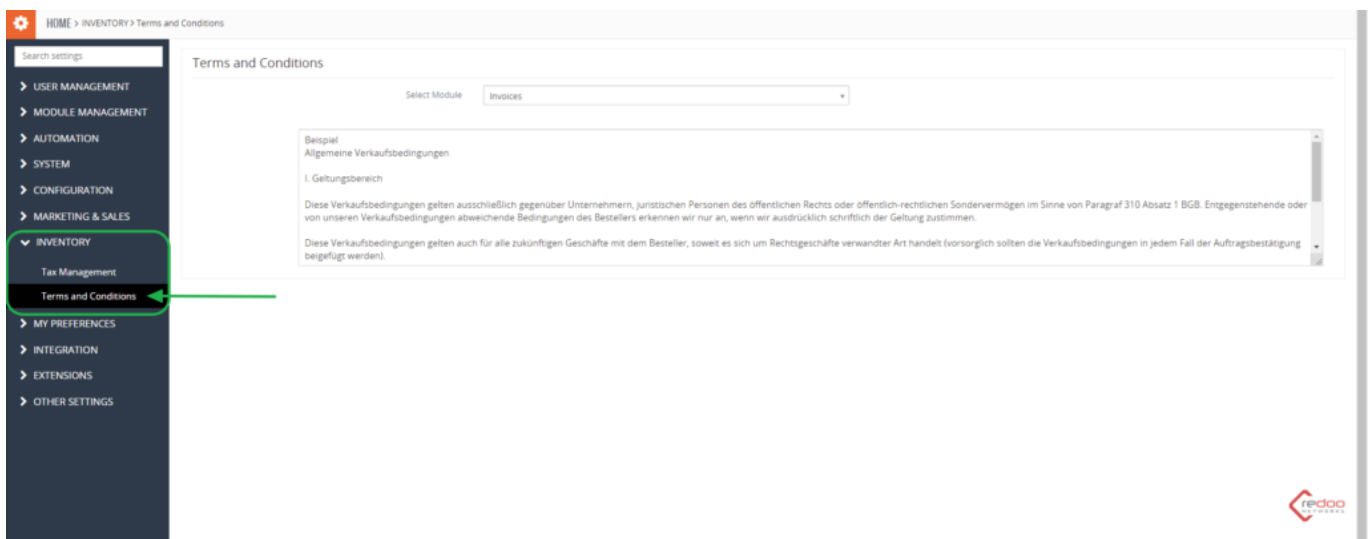 HOME > INVENTORY > Terms and Conditions
Search settings
USER MANAGEMENT
MODULE MANAGEMENT
AUTOMATION
SYSTEM
CONFIGURATION
MARKETING & SALES
INVENTORY
Tax Management
Terms and Conditions
MY PREFERENCES
INTEGRATION
EXTENSIONS
OTHER SETTINGS
Terms and Conditions
Select Module Invoices
Beispiel
Allgemeine Verkaufsbedingungen
I. Geltungsbereich
Diese Verkaufsbedingungen gelten ausschließlich gegenüber Unternehmern, juristischen Personen des öffentlichen Rechts oder öffentlich-rechtlichen Sondervermögen im Sinne von Paragraf 310 Absatz 1 BGB. Entgegenstehende oder
von unseren Verkaufsbedingungen abweichende Bedingungen des Bestellers erkennen wir nur an, wenn wir ausdrücklich schriftlich der Geltung zustimmen.
Diese Verkaufsbedingungen gelten auch für alle zukünftigen Geschäfte mit dem Besteller, soweit es sich um Rechtsgeschäfte verwandter Art handelt (vorsorglich sollten die Verkaufsbedingungen in jedem Fall der Auftragsbestätigung
beigefügt werden).
redoo
NETWORKS